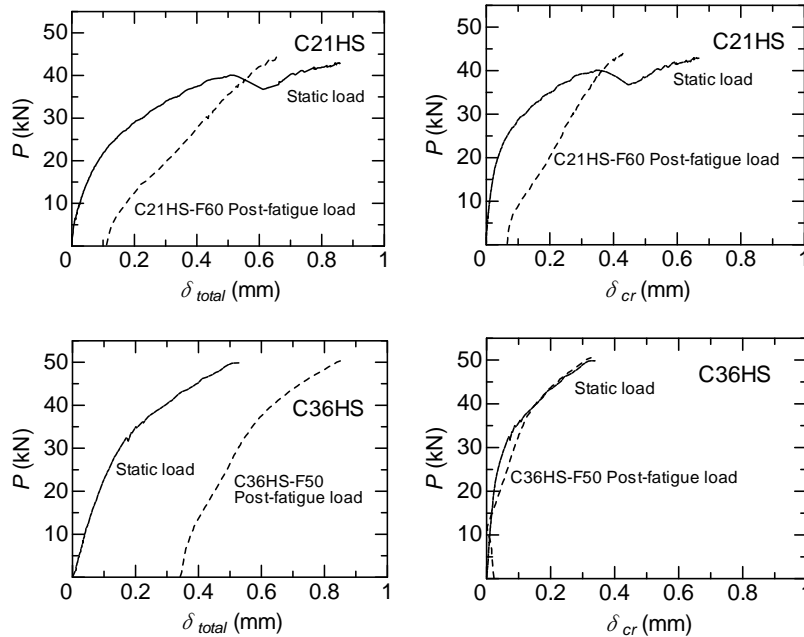 C21HS
50
40
30
20
10
P (kN)
Static load
C21HS-F60 Post-fatigue load
0 0.2 0.4 0.6 0.8 1
δ total (mm)
C21HS
50
40
30
20
10
P (kN)
Static load
C21HS-F60 Post-fatigue load
0 0.2 0.4 0.6 0.8 1
δ cr (mm)
C36HS
50
40
30
20
10
P (kN)
Static load
C36HS-F50
Post-fatigue load
0 0.2 0.4 0.6 0.8 1
δ total (mm)
C36HS
50
40
30
20
10
P (kN)
Static load
C36HS-F50 Post-fatigue load
0 0.2 0.4 0.6 0.8 1
δ cr (mm)